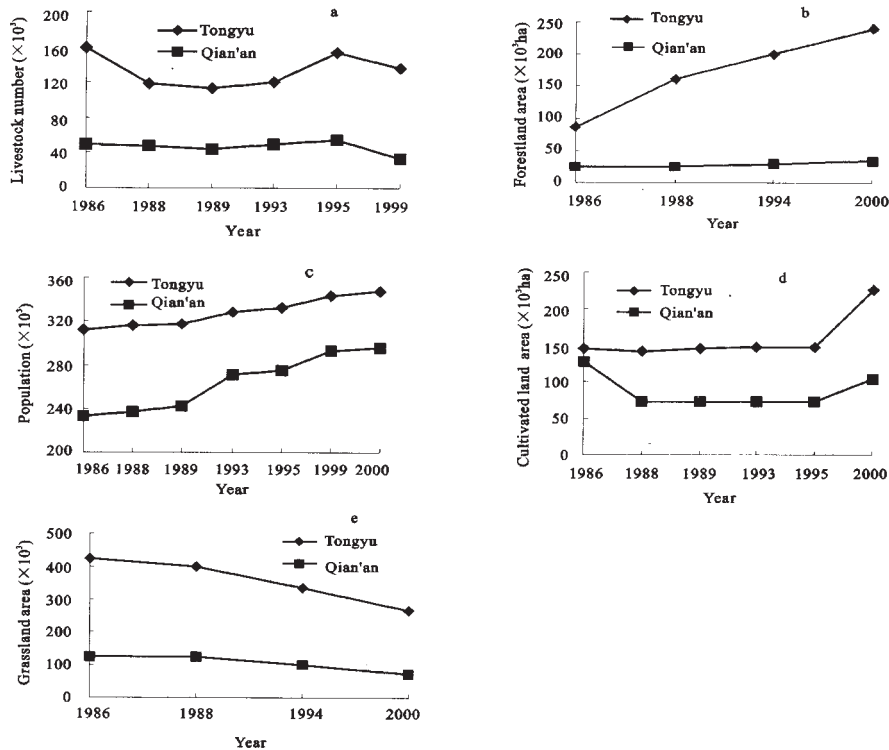 a
Livestock number (×10³)
200
160
120
80
40
0
Tongyu
Qian'an
1986 1988 1989 1993 1995 1999
Year
b
Forestland area (×10³ha)
250
200
150
100
50
0
Tongyu
Qian'an
1986 1988 1994 2000
Year
c
Population (×10³)
360
320
280
240
200
Tongyu
Qian'an
1986 1988 1989 1993 1995 1999 2000
Year
d
Cultivated land area (×10³ha)
250
200
150
100
50
0
Tongyu
Qian'an
1986 1988 1989 1993 1995 2000
Year
e
Grassland area (×10³)
500
400
300
200
100
0
Tongyu
Qian'an
1986 1988 1994 2000
Year